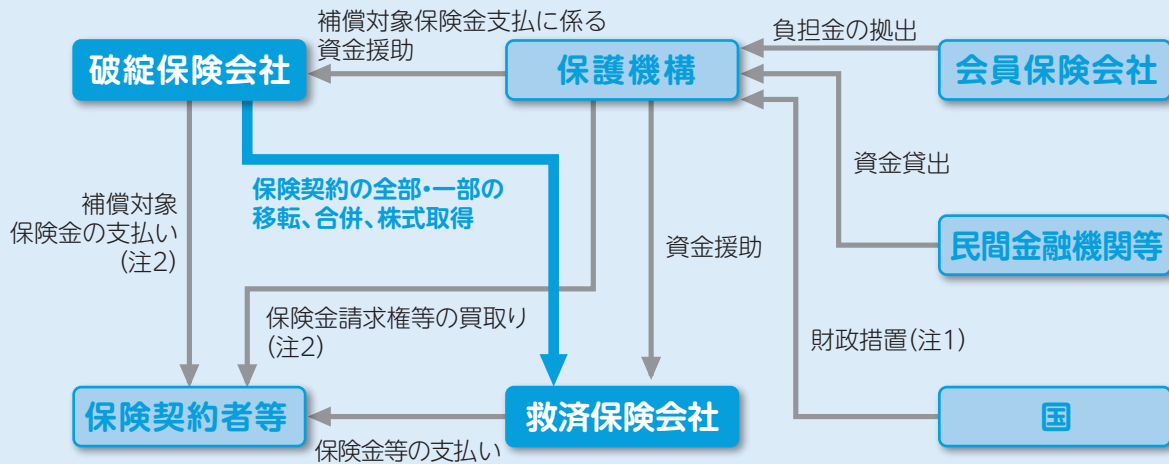 補償対象保険金支払に係る
資金援助
負担金の拠出
破綻保険会社
保護機構
会員保険会社
資金貸出
保険契約の全部・一部の
移転、合併、株式取得
補償対象
保険金の支払い
(注2)
資金援助
民間金融機関等
保険金請求権等の買取り
(注2)
財政措置(注1)
保険契約者等
救済保険会社
国
保険金等の支払い